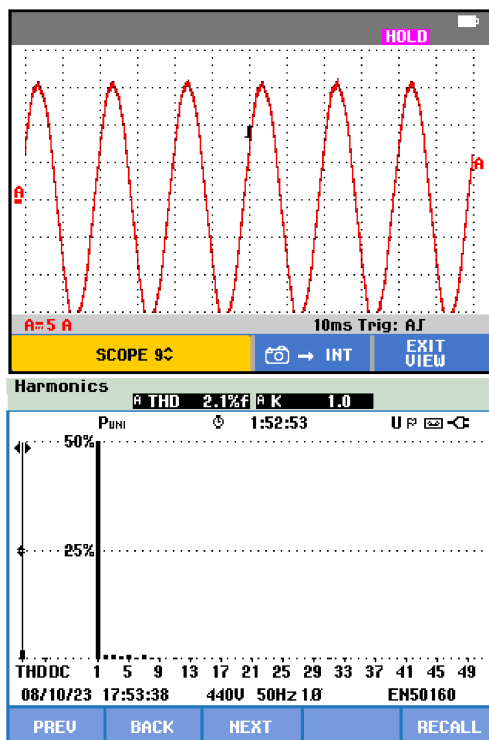 HOLD
A
A
A 5 A 10ms Trig: A
SCOPE 9 → INT EXIT VIEW
Harmonics
A THD 2.1%f A K 1.0
PUNI 1:52:53 U
50%
25%
THDDC 1 5 9 13 17 21 25 29 33 37 41 45 49
08/10/23 17:53:38 440V 50Hz 1Ø EN50160
PREV BACK NEXT RECALL